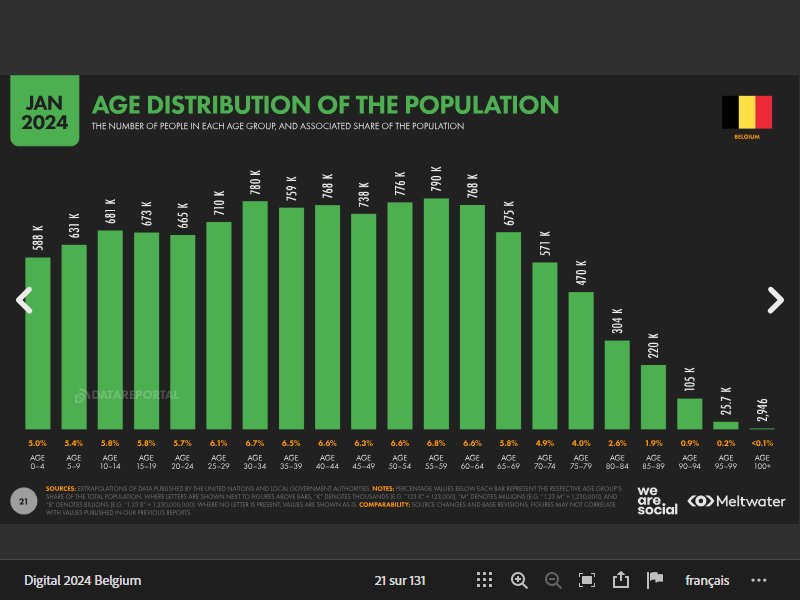 JAN
2024
AGE DISTRIBUTION OF THE POPULATION
THE NUMBER OF PEOPLE IN EACH AGE GROUP, AND ASSOCIATED SHARE OF THE POPULATION
BELGIUM
588 K 631 K 681 K 673 K 665 K 710 K 780 K 759 K 768 K 738 K 776 K 790 K 768 K 675 K 571 K 470 K 304 K 220 K 105 K 25.7 K 2,946
DATAREPORTAL
5.0% 5.4% 5.8% 5.8% 5.7% 6.1% 6.7% 6.5% 6.6% 6.3% 6.6% 6.8% 6.6% 5.8% 4.9% 4.0% 2.6% 1.9% 0.9% 0.2% <0.1%
AGE AGE AGE AGE AGE AGE AGE AGE AGE AGE AGE AGE AGE AGE AGE AGE AGE AGE AGE AGE AGE
0–4 5–9 10–14 15–19 20–24 25–29 30–34 35–39 40–44 45–49 50–54 55–59 60–64 65–69 70–74 75–79 80–84 85–89 90–94 95–99 100+
21
SOURCES: EXTRAPOLATIONS OF DATA PUBLISHED BY THE UNITED NATIONS AND LOCAL GOVERNMENT AUTHORITIES. NOTES: PERCENTAGE VALUES BELOW EACH BAR REPRESENT THE RESPECTIVE AGE GROUP'S
SHARE OF THE TOTAL POPULATION. WHERE LETTERS ARE SHOWN NEXT TO FIGURES ABOVE BARS, "K" DENOTES THOUSANDS (E.G. "123 K" = 123,000), "M" DENOTES MILLIONS (E.G. "1.23 M" = 1,230,000), AND
"B" DENOTES BILLIONS (E.G. "1.23 B" = 1,230,000,000). WHERE NO LETTER IS PRESENT, VALUES ARE SHOWN AS IS. COMPARABILITY: SOURCE CHANGES AND BASE REVISIONS. FIGURES MAY NOT CORRELATE
WITH VALUES PUBLISHED IN OUR PREVIOUS REPORTS.
we
are.
social
Meltwater
Digital 2024 Belgium
21 sur 131
français